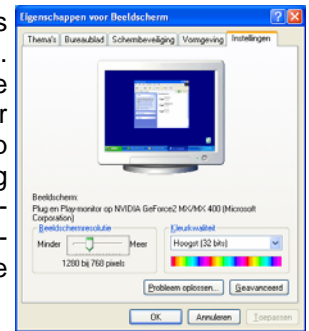 s
.
e
r
o
g
-
-
e
Eigenschappen voor Beeldscherm
Thema's Bureaublad Schermbeveiliging Vormgeving Instellingen
Beeldscherm:
Plug en Play-monitor op NVIDIA GeForce2 MX/MX 400 (Microsoft
Corporation)
Beeldschermresolutie
Minder Meer
1280 bij 768 pixels
Kleurkwaliteit
Hoogst (32 bits)
Probleem oplossen... Geavanceerd
OK Annuleren Toepassen